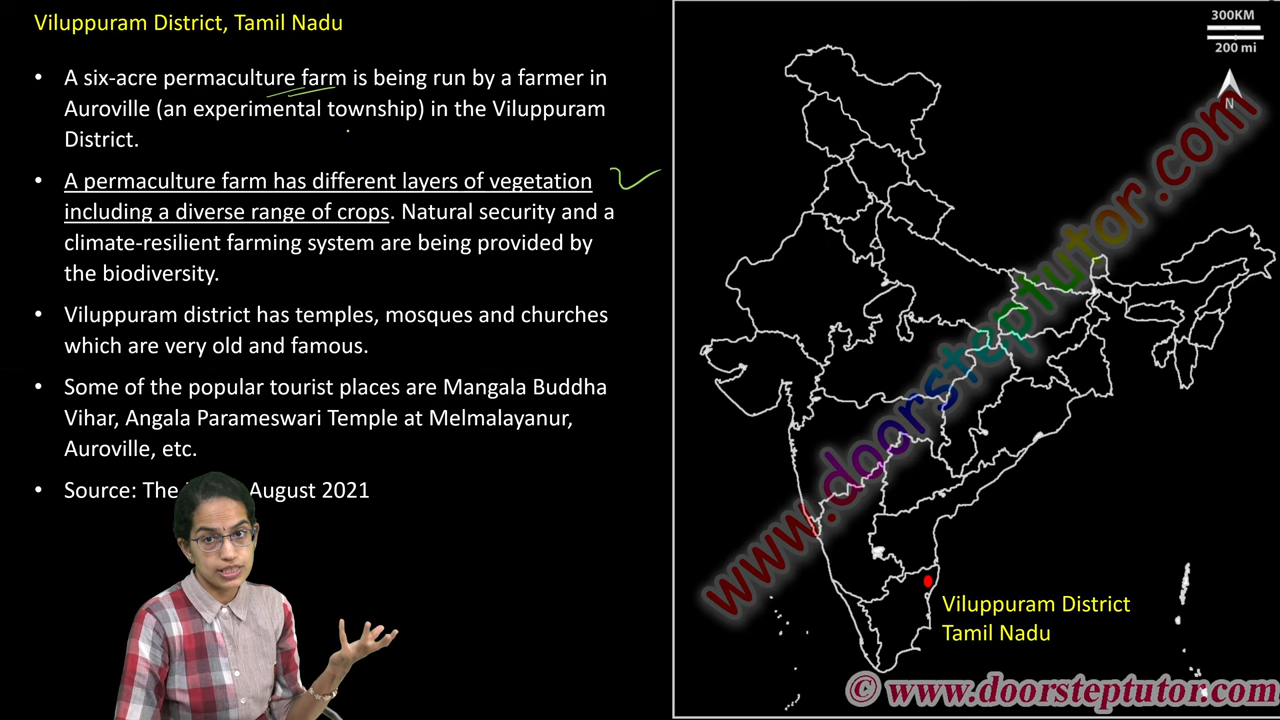 Viluppuram District, Tamil Nadu
• A six-acre permaculture farm is being run by a farmer in
Auroville (an experimental township) in the Viluppuram
District.
• A permaculture farm has different layers of vegetation
including a diverse range of crops. Natural security and a
climate-resilient farming system are being provided by
the biodiversity.
• Viluppuram district has temples, mosques and churches
which are very old and famous.
• Some of the popular tourist places are Mangala Buddha
Vihar, Angala Parameswari Temple at Melmalayanur,
Auroville, etc.
• Source: The August 2021
300KM
200 mi
N
www.doorsteptutor.com
Viluppuram District
Tamil Nadu
© www.doorsteptutor.com